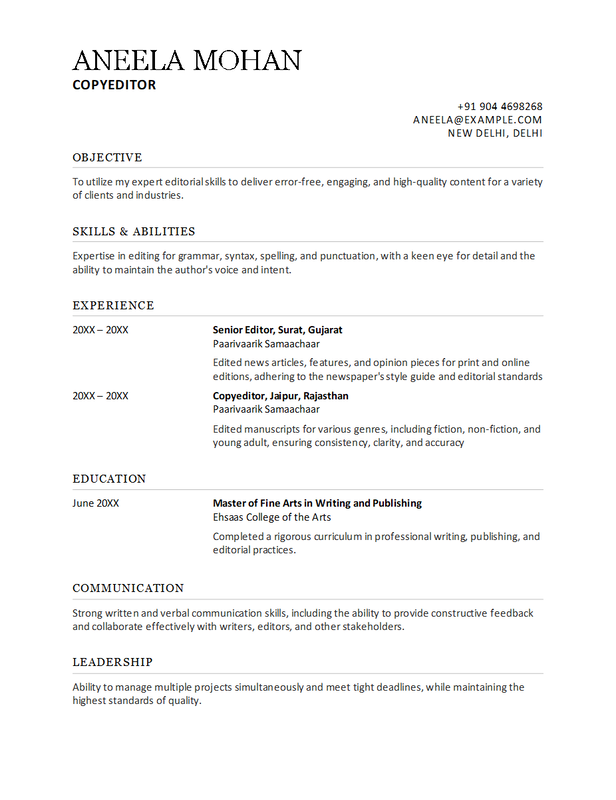 ANEELA MOHAN
COPYEDITOR
+91 904 4698268
ANEELA@EXAMPLE.COM
NEW DELHI, DELHI
OBJECTIVE
To utilize my expert editorial skills to deliver error-free, engaging, and high-quality content for a variety
of clients and industries.
SKILLS & ABILITIES
Expertise in editing for grammar, syntax, spelling, and punctuation, with a keen eye for detail and the
ability to maintain the author's voice and intent.
EXPERIENCE
20XX – 20XX
Senior Editor, Surat, Gujarat
Paarivaarik Samaachaar
Edited news articles, features, and opinion pieces for print and online
editions, adhering to the newspaper's style guide and editorial standards
20XX – 20XX
Copyeditor, Jaipur, Rajasthan
Paarivaarik Samaachaar
Edited manuscripts for various genres, including fiction, non-fiction, and
young adult, ensuring consistency, clarity, and accuracy
EDUCATION
June 20XX
Master of Fine Arts in Writing and Publishing
Ehsaas College of the Arts
Completed a rigorous curriculum in professional writing, publishing, and
editorial practices.
COMMUNICATION
Strong written and verbal communication skills, including the ability to provide constructive feedback
and collaborate effectively with writers, editors, and other stakeholders.
LEADERSHIP
Ability to manage multiple projects simultaneously and meet tight deadlines, while maintaining the
highest standards of quality.